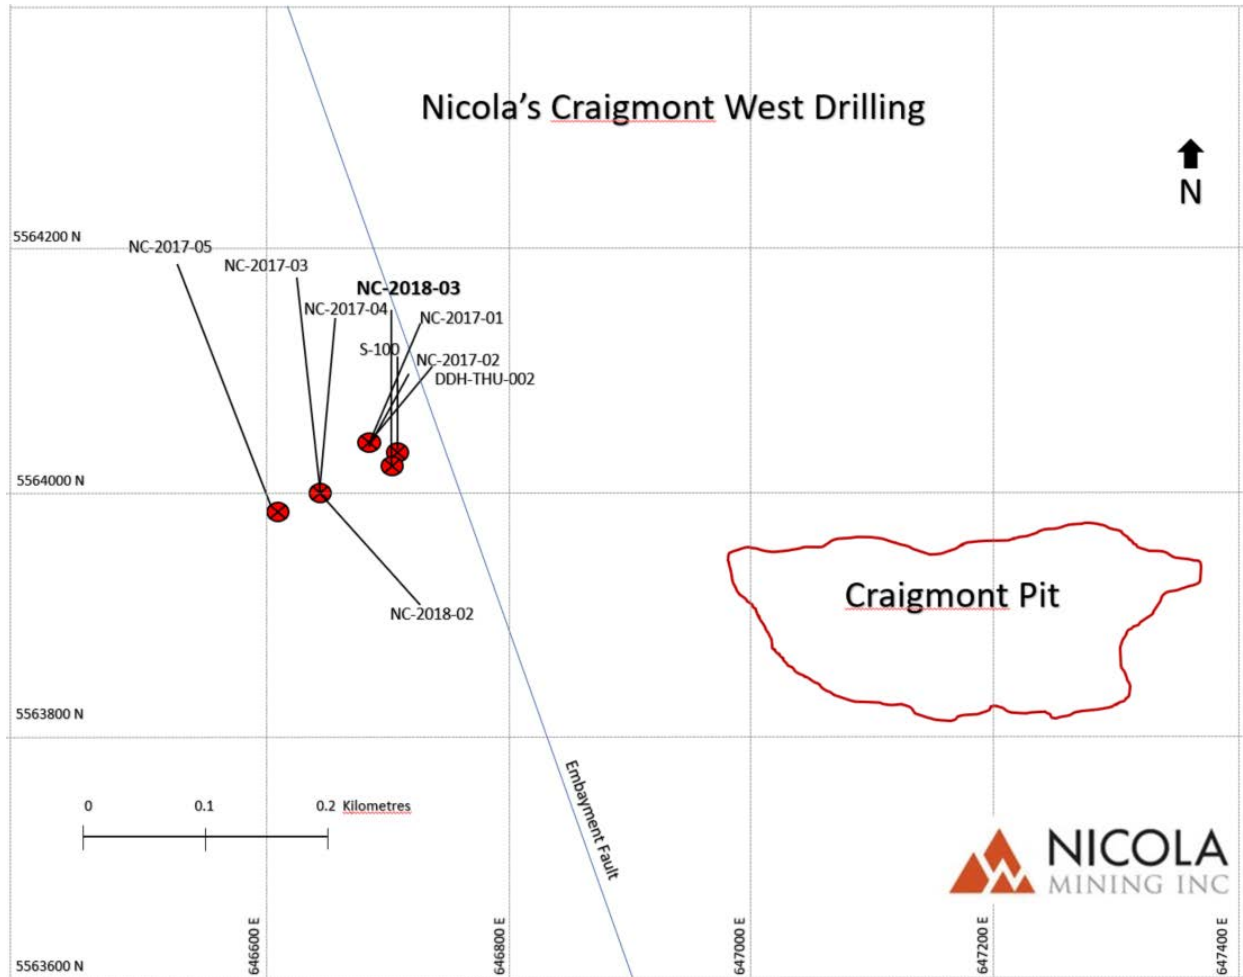 Nicola's Craigmont West Drilling
N
5564200 N
NC-2017-05
NC-2017-03
NC-2018-03
NC-2017-04
NC-2017-01
S-100
NC-2017-02
DDH-THU-002
5564000 N
NC-2018-02
Craigmont Pit
5563800 N
Embayment Fault
0 0.1 0.2 Kilometres
NICOLA
MINING INC
646600 E
646800 E
647000 E
647200 E
647400 E
5563600 N